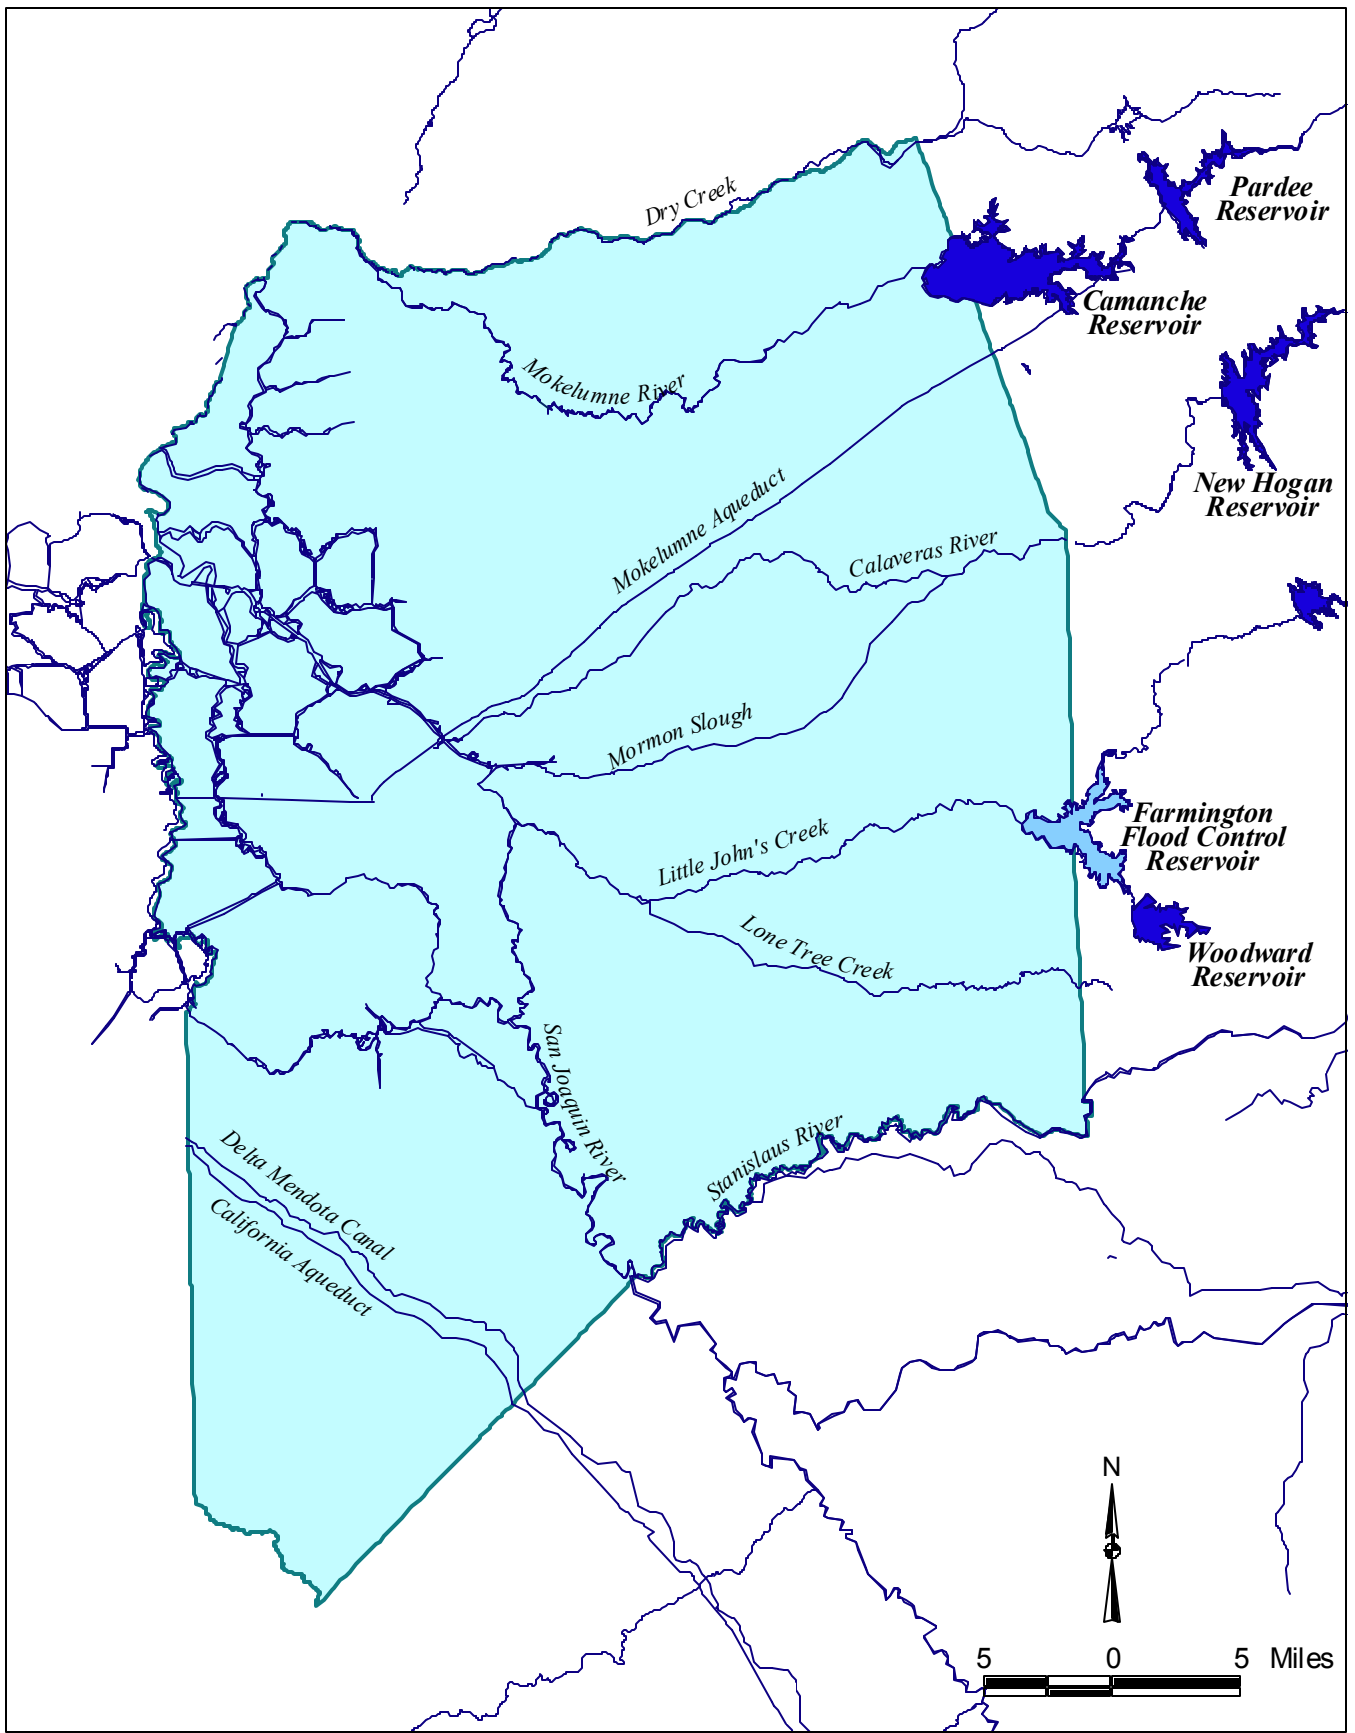 Dry Creek
Pardee
Reservoir
Camanche
Reservoir
Mokelumne River
New Hogan
Reservoir
Mokelumne Aqueduct
Calaveras River
Mormon Slough
Farmington
Flood Control
Reservoir
Little John's Creek
Lone Tree Creek
Woodward
Reservoir
San Joaquin River
Stanislaus River
Delta Mendota Canal
California Aqueduct
N
5 0 5 Miles